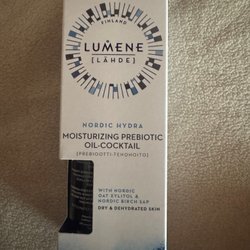 FINLAND
LUMENE
[LÄHDE]
NORDIC HYDRA
MOISTURIZING PREBIOTIC
OIL-COCKTAIL
[PREBIOOTTI-TEHOHOITO]
WITH NORDIC
OAT XYLITOL &
NORDIC BIRCH SAP
DRY & DEHYDRATED SKIN